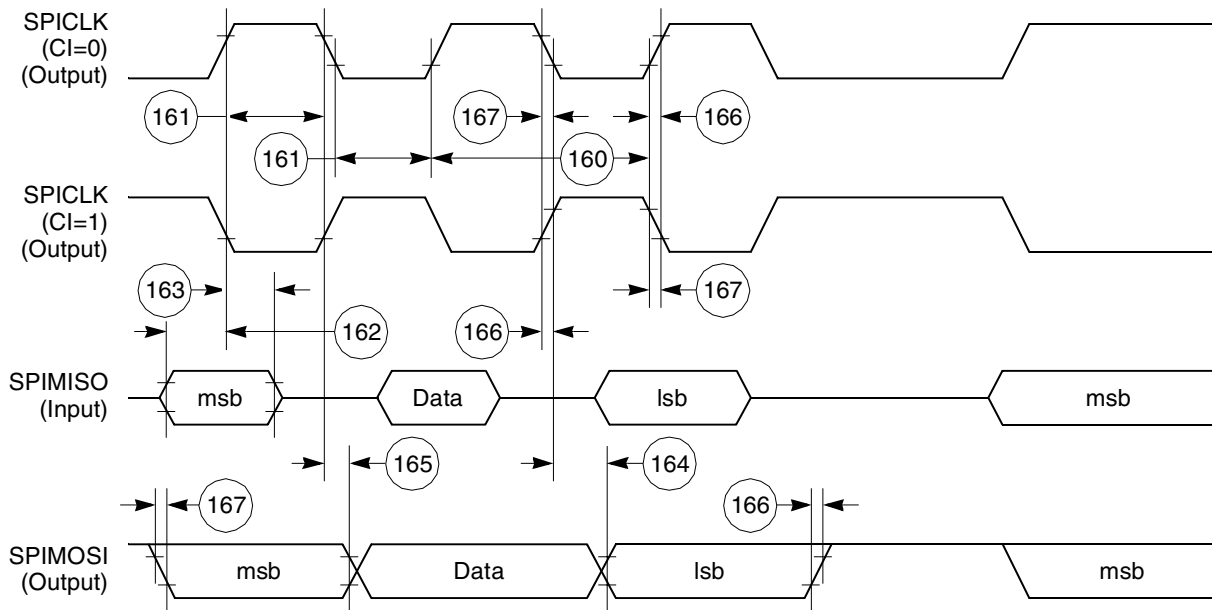 SPICLK
(CI=0)
(Output)
161
167
166
161
160
SPICLK
(CI=1)
(Output)
163
167
162
166
SPIMISO
(Input)
msb
Data
lsb
msb
165
164
167
166
SPIMOSI
(Output)
msb
Data
lsb
msb